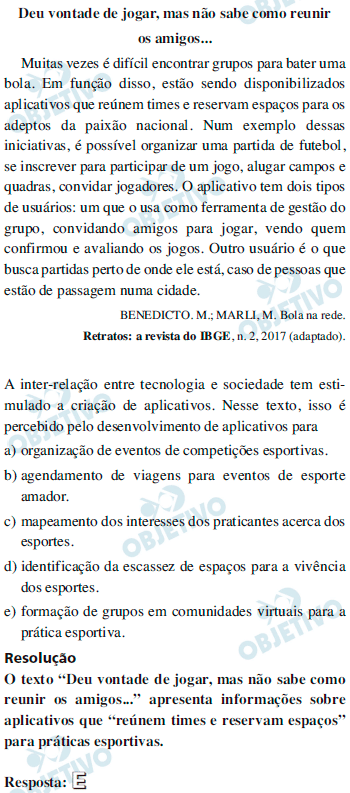 Deu vontade de jogar, mas não sabe como reunir
os amigos...
Muitas vezes é difícil encontrar grupos para bater uma
bola. Em função disso, estão sendo disponibilizados
aplicativos que reúnem times e reservam espaços para os
adeptos da paixão nacional. Num exemplo dessas
iniciativas, é possível organizar uma partida de futebol,
se inscrever para participar de um jogo, alugar campos e
quadras, convidar jogadores. O aplicativo tem dois tipos
de usuários: um que o usa como ferramenta de gestão do
grupo, convidando amigos para jogar, vendo quem
confirmou e avaliando os jogos. Outro usuário é o que
busca partidas perto de onde ele está, caso de pessoas que
estão de passagem numa cidade.
BENEDICTO. M.; MARLI, M. Bola na rede.
Retratos: a revista do IBGE, n. 2, 2017 (adaptado).
A inter-relação entre tecnologia e sociedade tem esti-
mulado a criação de aplicativos. Nesse texto, isso é
percebido pelo desenvolvimento de aplicativos para
a) organização de eventos de competições esportivas.
b) agendamento de viagens para eventos de esporte
amador.
c) mapeamento dos interesses dos praticantes acerca dos
esportes.
d) identificação da escassez de espaços para a vivência
dos esportes.
e) formação de grupos em comunidades virtuais para a
prática esportiva.
Resolução
O texto “Deu vontade de jogar, mas não sabe como
reunir os amigos...” apresenta informações sobre
aplicativos que “reúnem times e reservam espaços”
para práticas esportivas.
Resposta: E
OBJETIVO
OBJETIVO
OBJETIVO
OBJETIVO
OBJETIVO
OBJETIVO
OBJETIVO